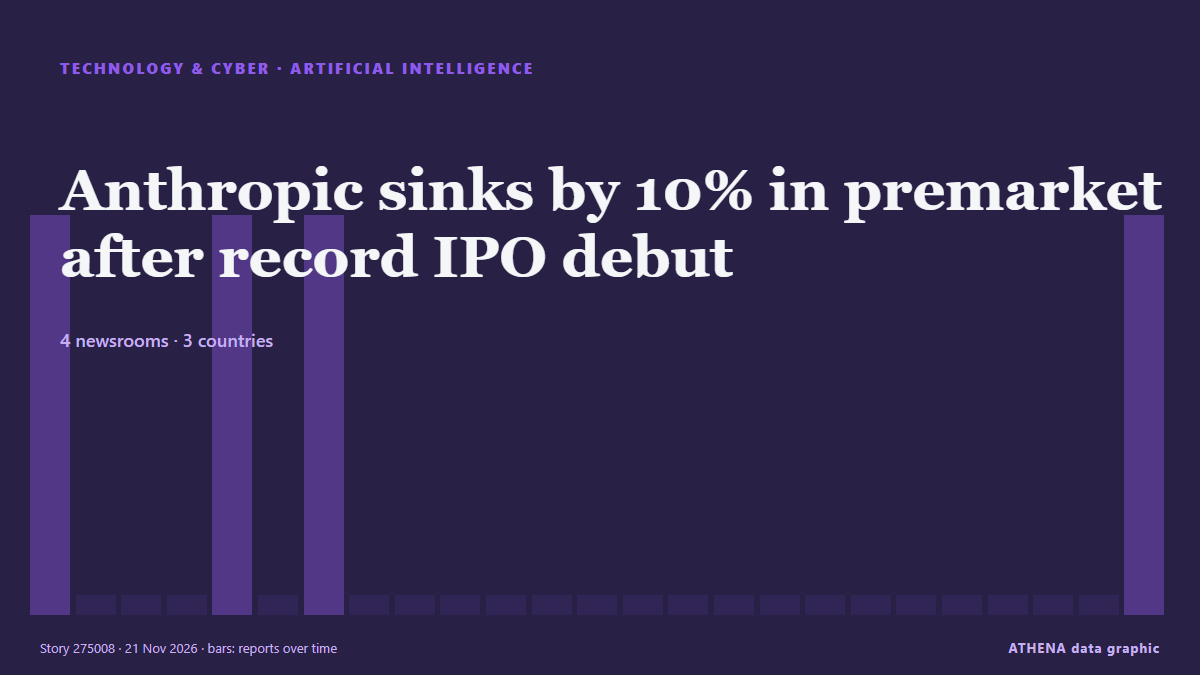 TECHNOLOGY & CYBER · ARTIFICIAL INTELLIGENCE
Anthropic sinks by 10% in premarket
after record IPO debut
4 newsrooms · 3 countries
Story 275008 · 21 Nov 2026 · bars: reports over time
ATHENA data graphic